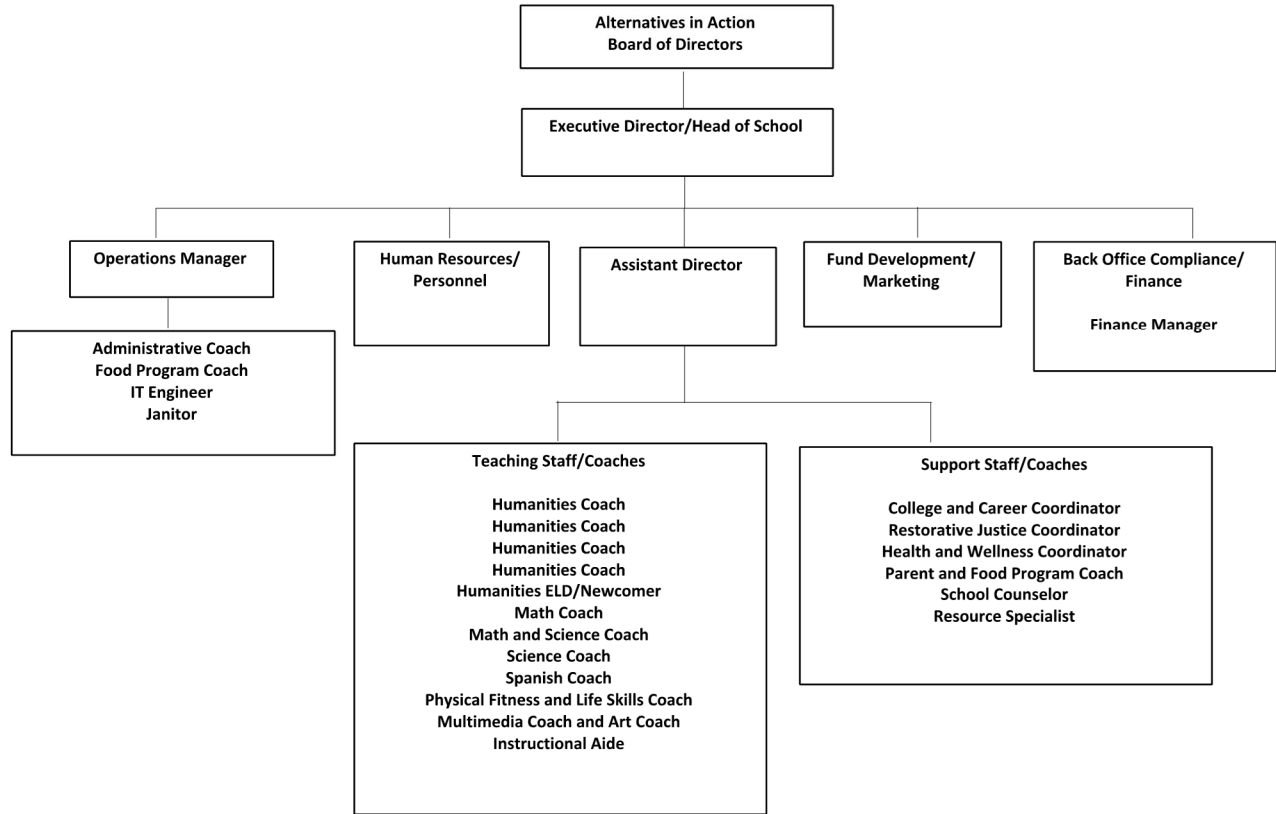 Alternatives in Action
Board of Directors
Executive Director/Head of School
Operations Manager
Human Resources/
Personnel
Assistant Director
Fund Development/
Marketing
Back Office Compliance/
Finance
Finance Manager
Administrative Coach
Food Program Coach
IT Engineer
Janitor
Teaching Staff/Coaches
Humanities Coach
Humanities Coach
Humanities Coach
Humanities Coach
Humanities ELD/Newcomer
Math Coach
Math and Science Coach
Science Coach
Spanish Coach
Physical Fitness and Life Skills Coach
Multimedia Coach and Art Coach
Instructional Aide
Support Staff/Coaches
College and Career Coordinator
Restorative Justice Coordinator
Health and Wellness Coordinator
Parent and Food Program Coach
School Counselor
Resource Specialist